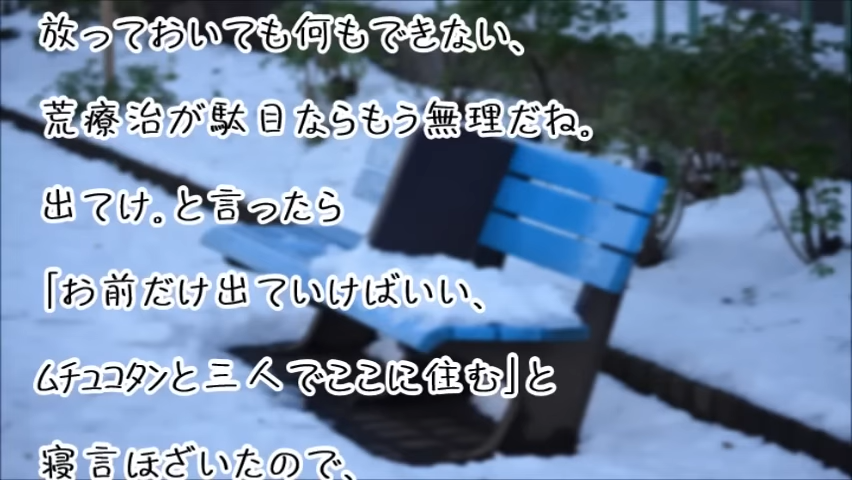 放っておいても何もできない、
荒療治が駄目ならもう無理だね。
出てけ。と言ったら
「お前だけ出ていけばいい、
ﾑﾁｭｺﾀﾝと三人でここに住む」と
寝言ほざいたので、